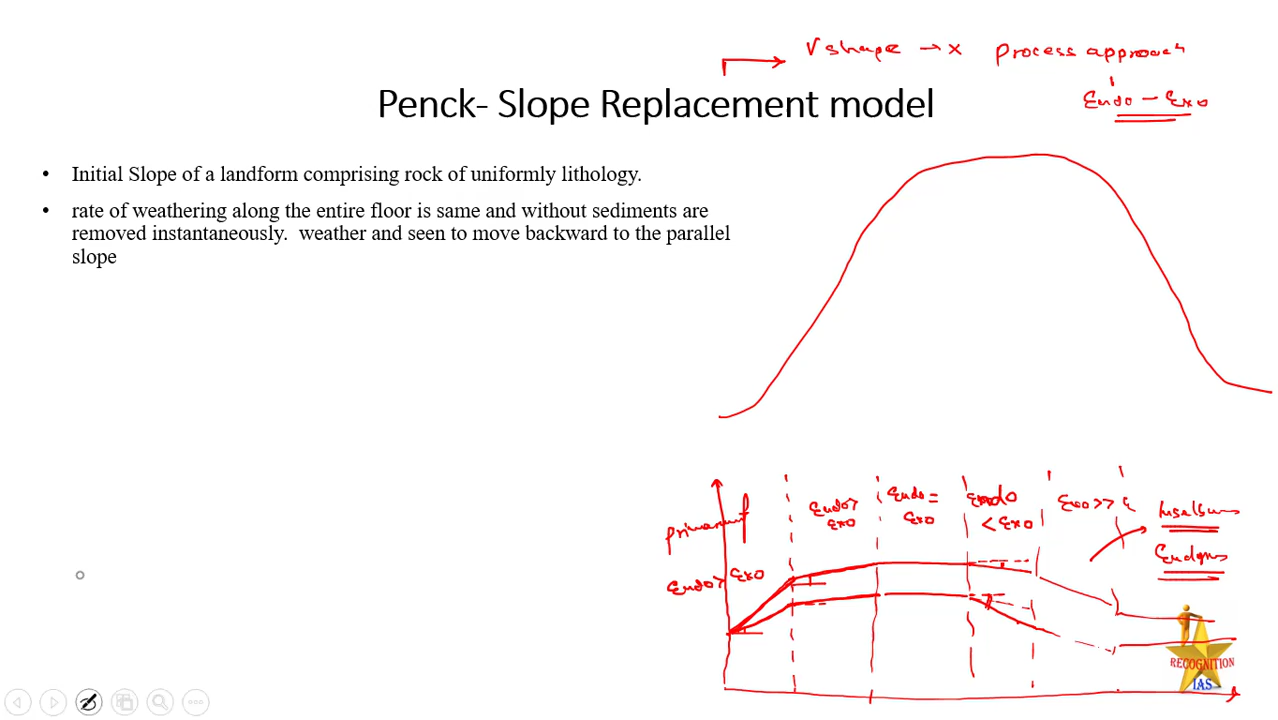 V shape → x Process approach
Endo - Exo
Penck- Slope Replacement model
• Initial Slope of a landform comprising rock of uniformly lithology.
• rate of weathering along the entire floor is same and without sediments are
removed instantaneously. weather and seen to move backward to the parallel
slope
Endo>
Exo
Endo =
Exo
Endo
< Exo
Exo >> E
Endo > Exo
RECOGNITION
IAS